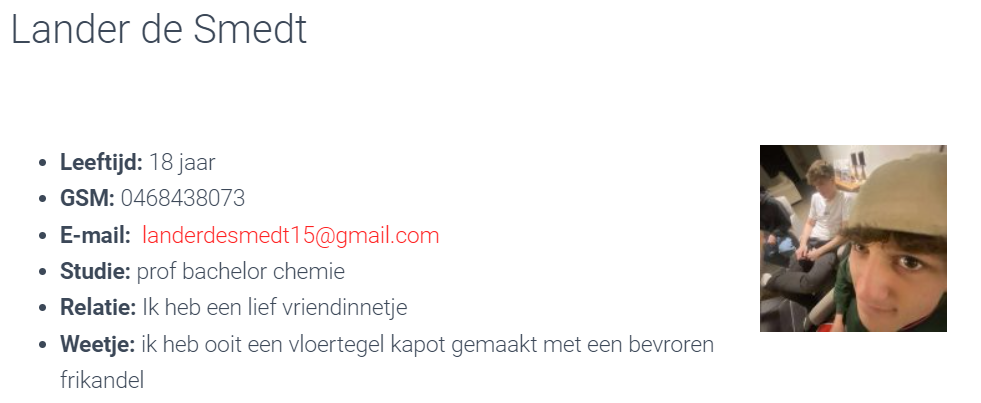 Lander de Smedt
Leeftijd: 18 jaar
GSM: 0468438073
E-mail: landerdesmedt15@gmail.com
Studie: prof bachelor chemie
Relatie: Ik heb een lief vriendinnetje
Weetje: ik heb ooit een vloertegel kapot gemaakt met een bevroren
frikandel